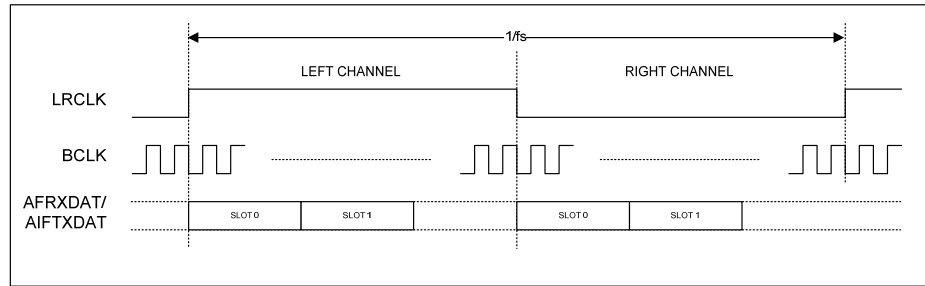 1/fs
LEFT CHANNEL RIGHT CHANNEL
LRCLK
BCLK
AFRXDAT/
AIFTXDAT
SLOT 0 SLOT 1 SLOT 0 SLOT 1